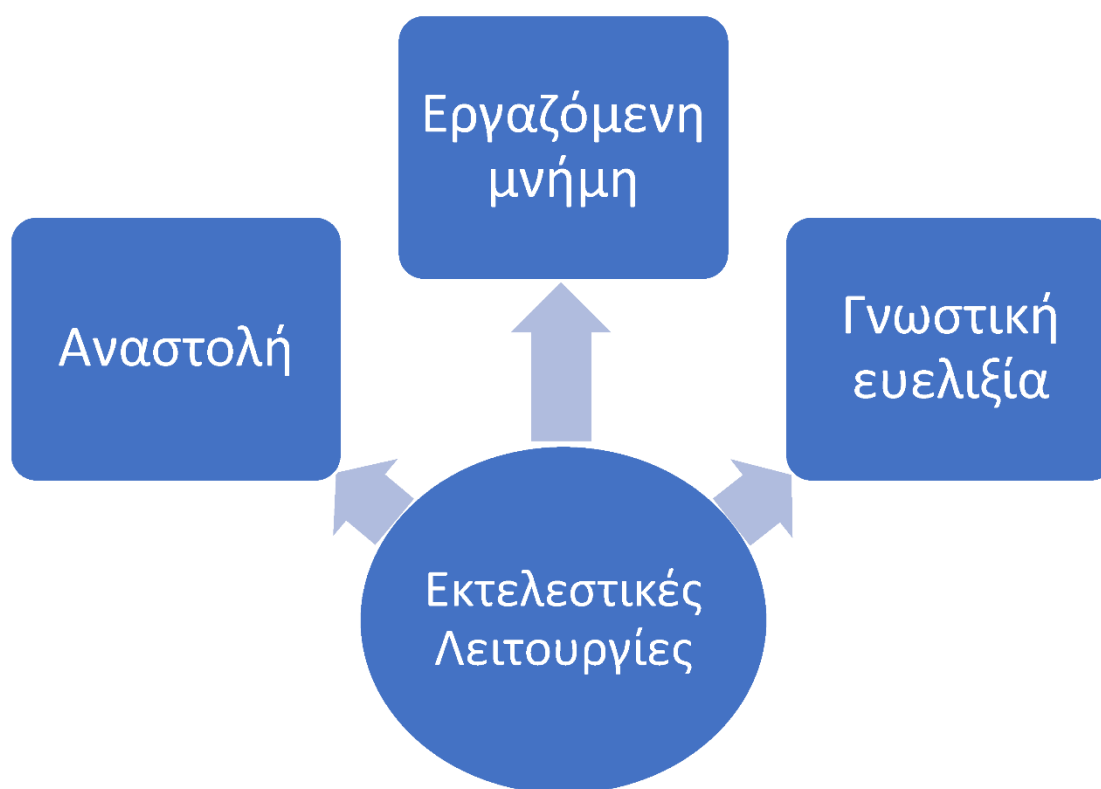 Εργαζόμενη
μνήμη
Αναστολή
Γνωστική
ευελιξία
Εκτελεστικές
Λειτουργίες